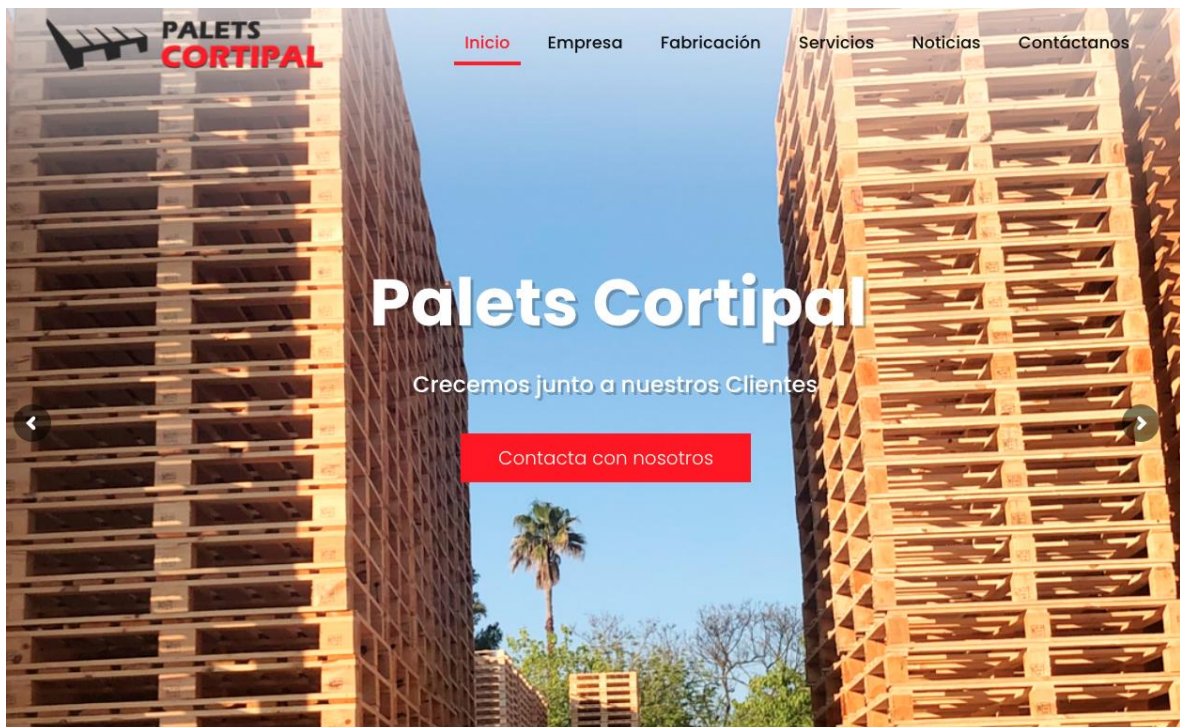 PALETS
CORTIPAL
Inicio Empresa Fabricación Servicios Noticias Contáctanos
Palets Cortipal
Crecemos junto a nuestros Clientes
Contacta con nosotros